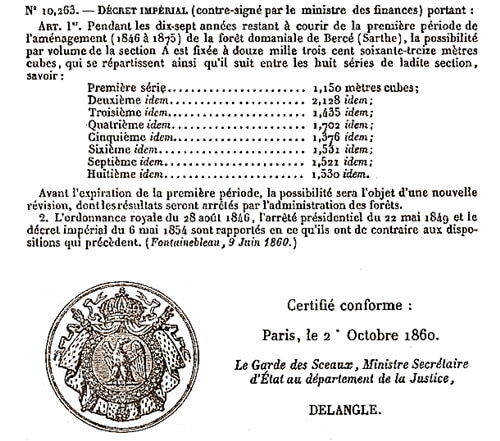 N° 10,263. — DÉCRET IMPÉRIAL (contre-signé par le ministre des finances) portant :
ART. 1er. Pendant les dix-sept années restant à courir de la première période de
l'aménagement (1846 à 1875) de la forêt domaniale de Bercé (Sarthe), la possibilité
par volume de la section A est fixée à douze mille trois cent soixante-treize mètres
cubes, qui se répartissent ainsi qu'il suit entre les huit séries de ladite section,
savoir :
Première série........................ 1,150 mètres cubes;
Deuxième idem........................ 2,128 idem;
Troisième idem........................ 2,435 idem;
Quatrième idem........................ 1,702 idem;
Cinquième idem........................ 1,376 idem;
Sixième idem........................ 1,531 idem;
Septième idem........................ 1,521 idem;
Huitième idem........................ 1,530 idem.
Avant l'expiration de la première période, la possibilité sera l'objet d'une nouvelle
révision, dont les résultats seront arrêtés par l'administration des forêts.
2. L'ordonnance royale du 28 août 1846, l'arrêté présidentiel du 22 mai 1849 et le
décret impérial du 6 mai 1854 sont rapportés en ce qu'ils ont de contraire aux dispo-
sitions qui précèdent. (Fontainebleau, 9 Juin 1860.)
Certifié conforme :
Paris, le 2 * Octobre 1860.
Le Garde des Sceaux, Ministre Secrétaire
d'État au département de la Justice,
DELANGLE.